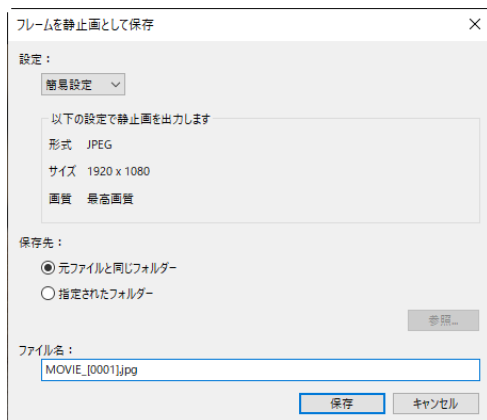 フレームを静止画として保存
設定：
簡易設定
以下の設定で静止画を出力します
形式 JPEG
サイズ 1920 x 1080
画質 最高画質
保存先：
元ファイルと同じフォルダー
指定されたフォルダー
参照...
ファイル名：
MOVIE_[0001].jpg
保存 キャンセル